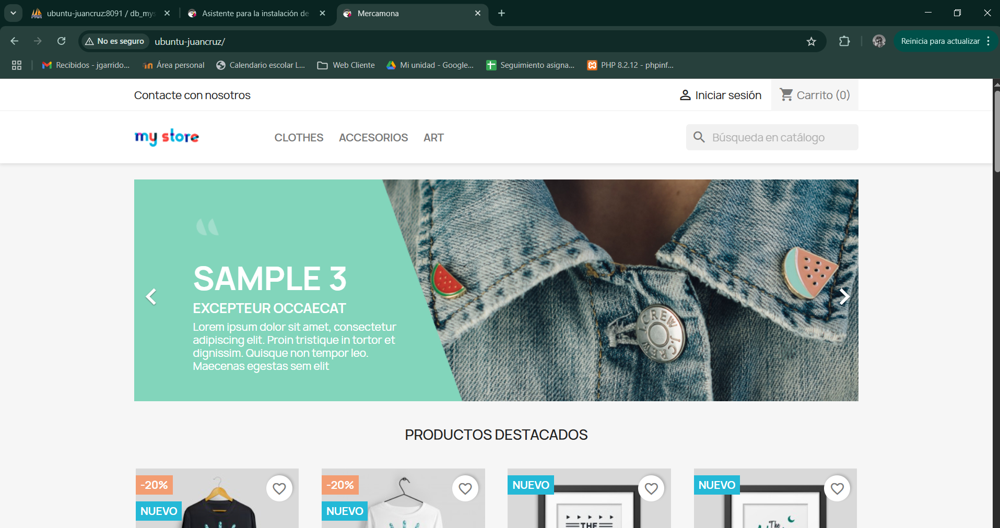 ubuntu-juancruz:8091 / db_mys
Asistente para la instalación de
Mercamona
No es seguro
ubuntu-juancruz/
Reinicia para actualizar
Recibidos - jgarrido...
Área personal
Calendario escolar L...
Web Cliente
Mi unidad - Google...
Seguimiento asigna...
PHP 8.2.12 - phpinf...
Contacte con nosotros
Iniciar sesión
Carrito (0)
my store
CLOTHES
ACCESORIOS
ART
Búsqueda en catálogo
“
SAMPLE 3
EXCEPTEUR OCCAECAT
Lorem ipsum dolor sit amet, consectetur
adipiscing elit. Proin tristique in tortor et
dignissim. Quisque non tempor leo.
Maecenas egestas sem elit
J.CREW J.CREW
PRODUCTOS DESTACADOS
-20%
NUEVO
-20%
NUEVO
NUEVO
THE
NUEVO
The